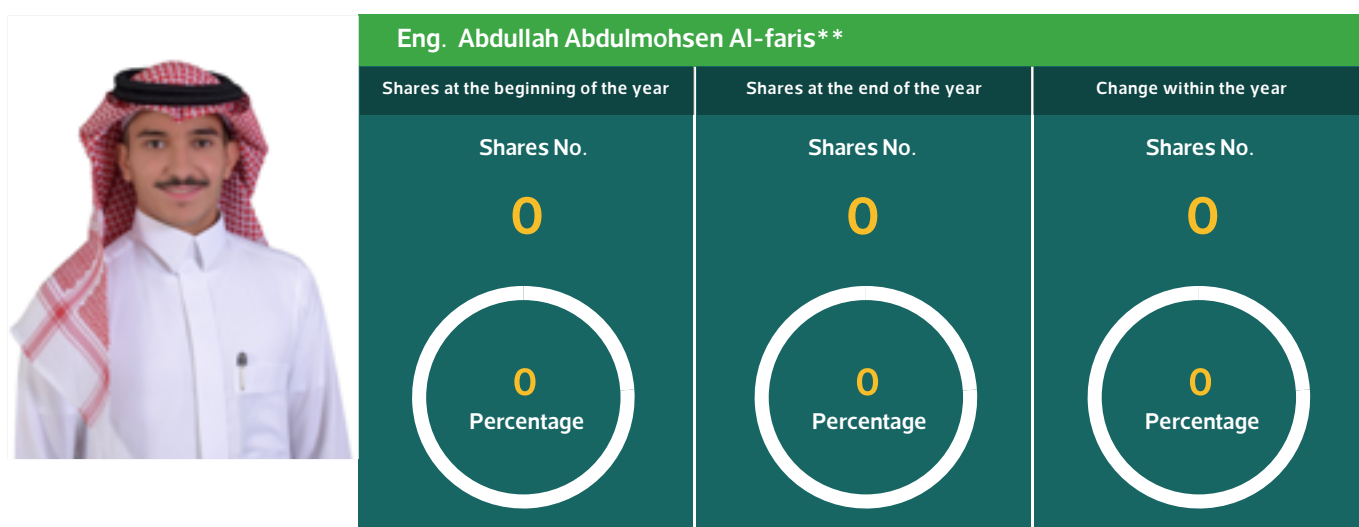 Eng. Abdullah Abdulmohsen Al-faris**
Shares at the beginning of the year
Shares at the end of the year
Change within the year
Shares No.
Shares No.
Shares No.
0
0
0
0
0
0
Percentage
Percentage
Percentage